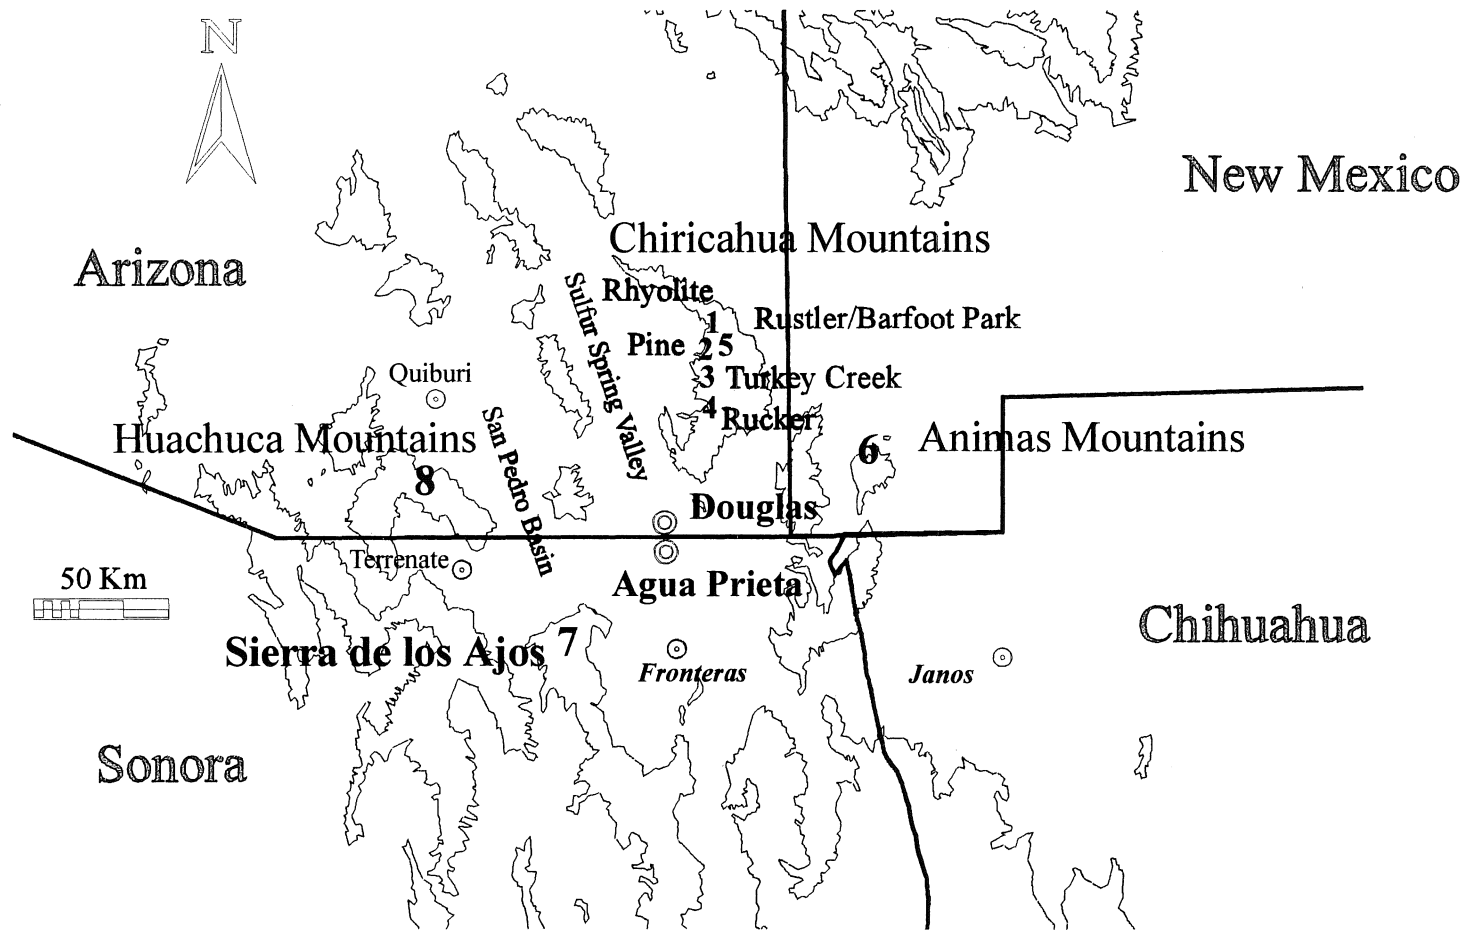 N
New Mexico
Chiricahua Mountains
Arizona
Rhyolite
1
Rustler/Barfoot Park
Sulfur Spring Valley
Pine
2 5
3
Turkey Creek
Quiburi
4
Rucker
San Pedro Basin
Huachuca Mountains
6
Animas Mountains
8
Douglas
Terrenate
50 Km
Agua Prieta
Chihuahua
Sierra de los Ajos
7
Fronteras
Janos
Sonora